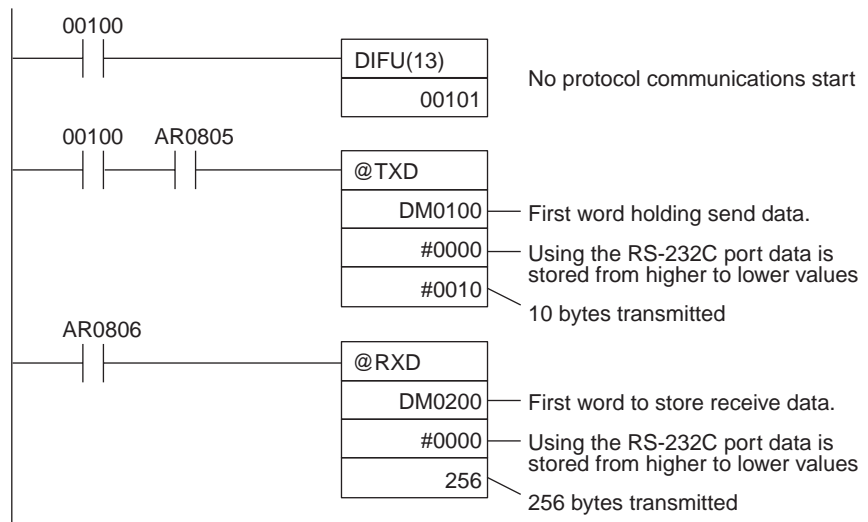 00100
DIFU(13)
00101
No protocol communications start
00100 AR0805
@TXD
DM0100
First word holding send data.
#0000
Using the RS-232C port data is
stored from higher to lower values
#0010
10 bytes transmitted
AR0806
@RXD
DM0200
First word to store receive data.
#0000
Using the RS-232C port data is
stored from higher to lower values
256
256 bytes transmitted